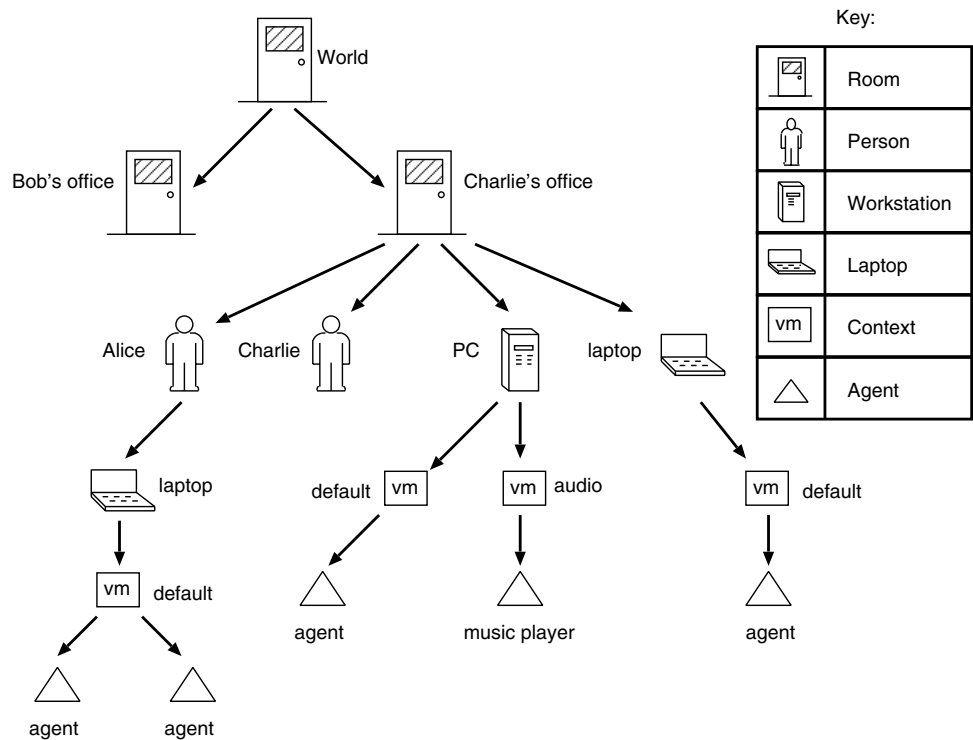 Key:
World
Room
Person
Bob's office
Charlie's office
Workstation
Laptop
vm
Context
Alice
Charlie
PC
laptop
Agent
laptop
default
vm
vm
audio
vm
default
vm
default
agent
music player
agent
agent
agent